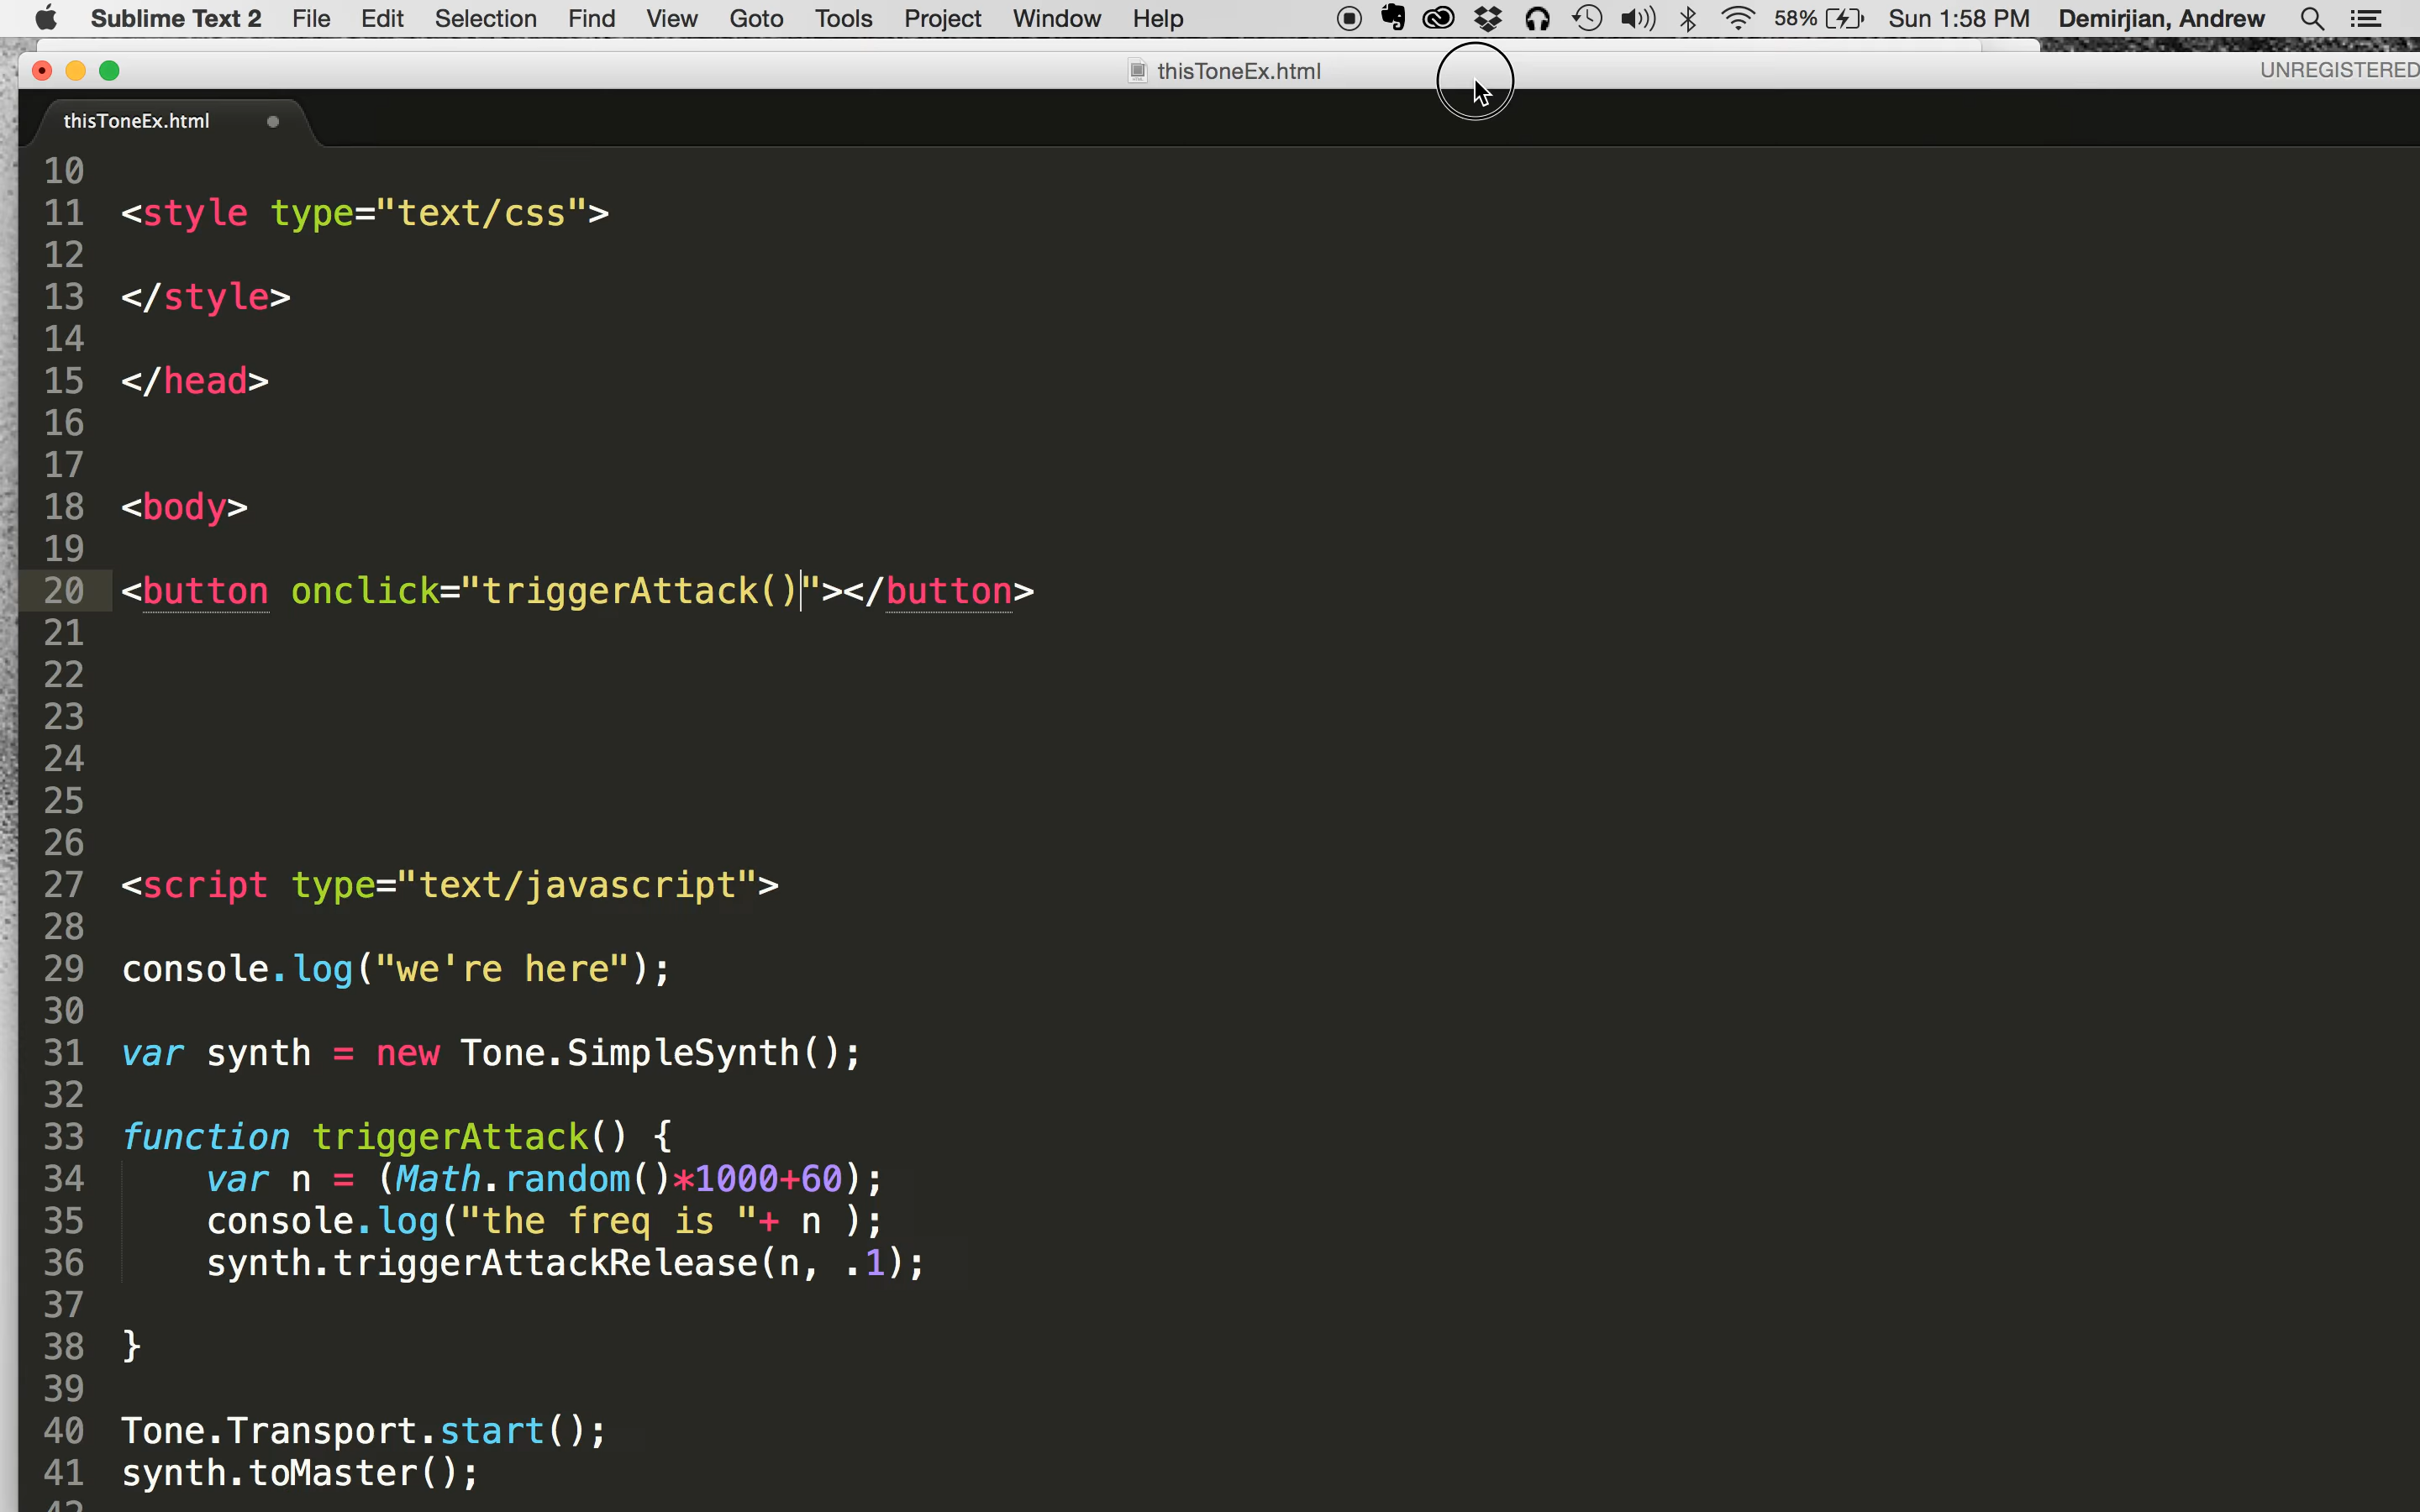 Sublime Text 2 File Edit Selection Find View Goto Tools Project Window Help 58% Sun 1:58 PM Demirjian, Andrew
thisToneEx.html UNREGISTERED
thisToneEx.html
10
11 <style type="text/css">
12
13 </style>
14
15 </head>
16
17
18 <body>
19
20 <button onclick="triggerAttack()"></button>
21
22
23
24
25
26
27 <script type="text/javascript">
28
29 console.log("we're here");
30
31 var synth = new Tone.SimpleSynth();
32
33 function triggerAttack() {
34 var n = (Math.random()*1000+60);
35 console.log("the freq is "+ n );
36 synth.triggerAttackRelease(n, .1);
37
38 }
39
40 Tone.Transport.start();
41 synth.toMaster();
42